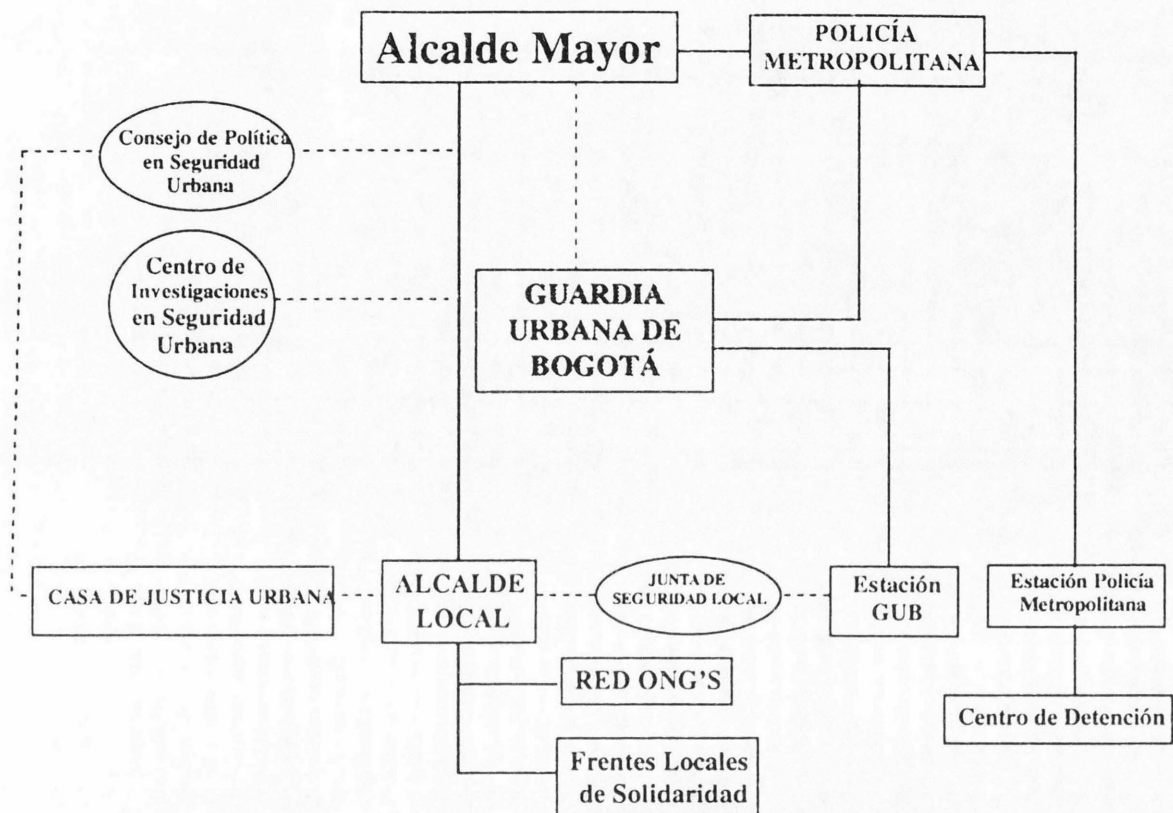 Alcalde Mayor
POLICÍA
METROPOLITANA
Consejo de Política
en Seguridad
Urbana
Centro de
Investigaciones
en Seguridad
Urbana
GUARDIA
URBANA DE
BOGOTÁ
CASA DE JUSTICIA URBANA
ALCALDE
LOCAL
JUNTA DE
SEGURIDAD LOCAL
Estación
GUB
Estación Policía
Metropolitana
RED ONG'S
Centro de Detención
Frentes Locales
de Solidaridad